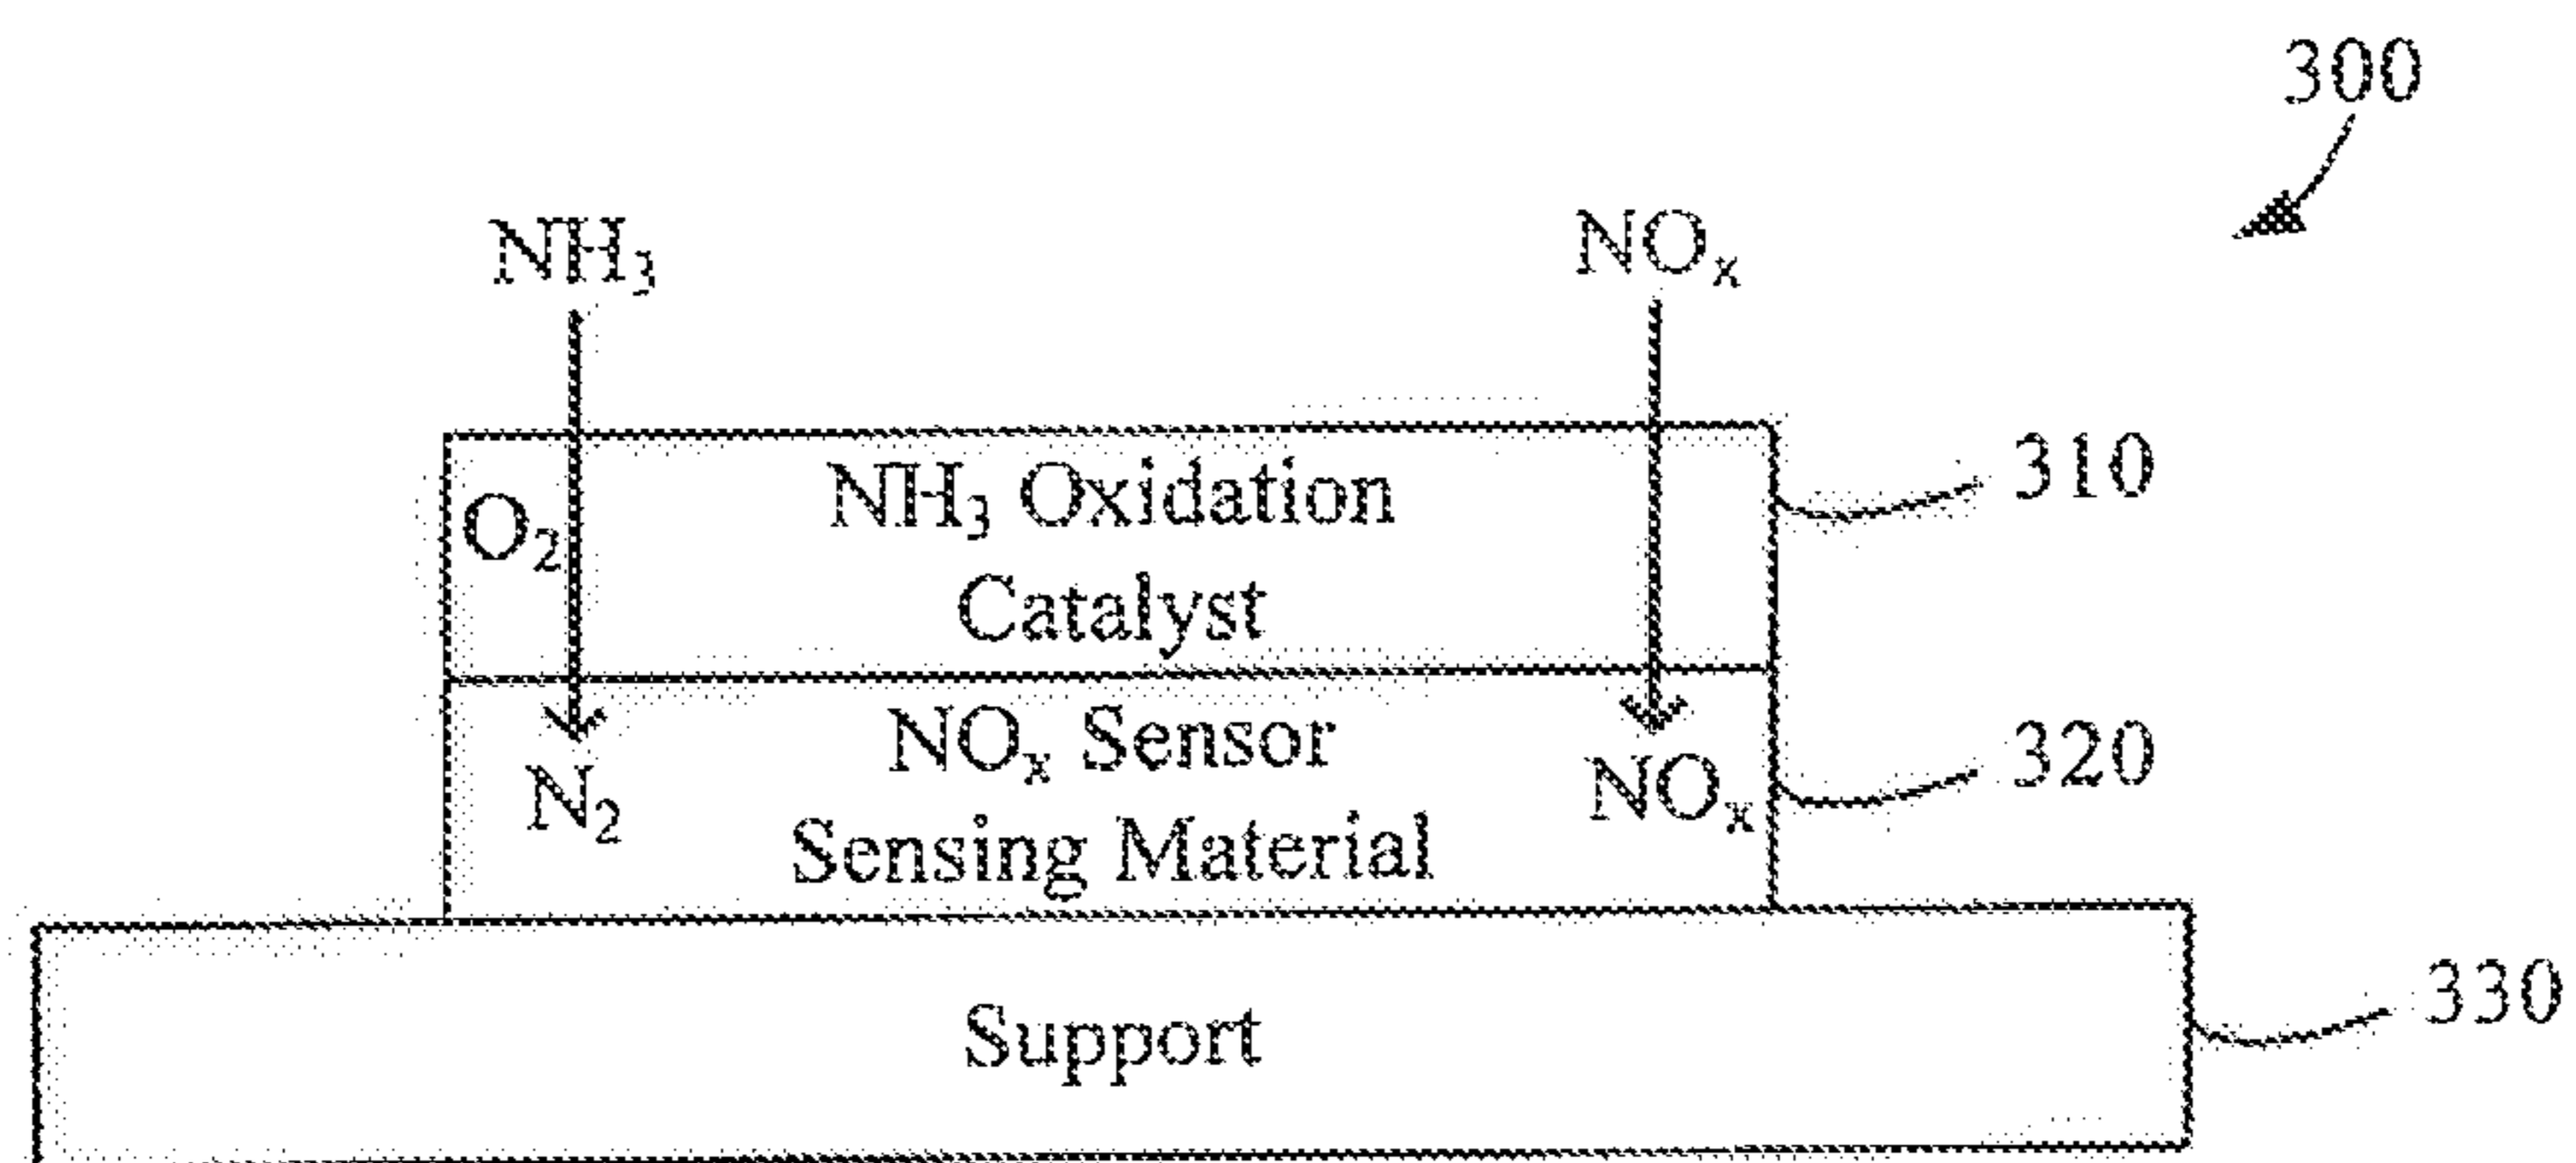 300
NH₃
NOₓ
O₂
NH₃ Oxidation
Catalyst
310
NOₓ Sensor
Sensing Material
N₂
NOₓ
320
Support
330